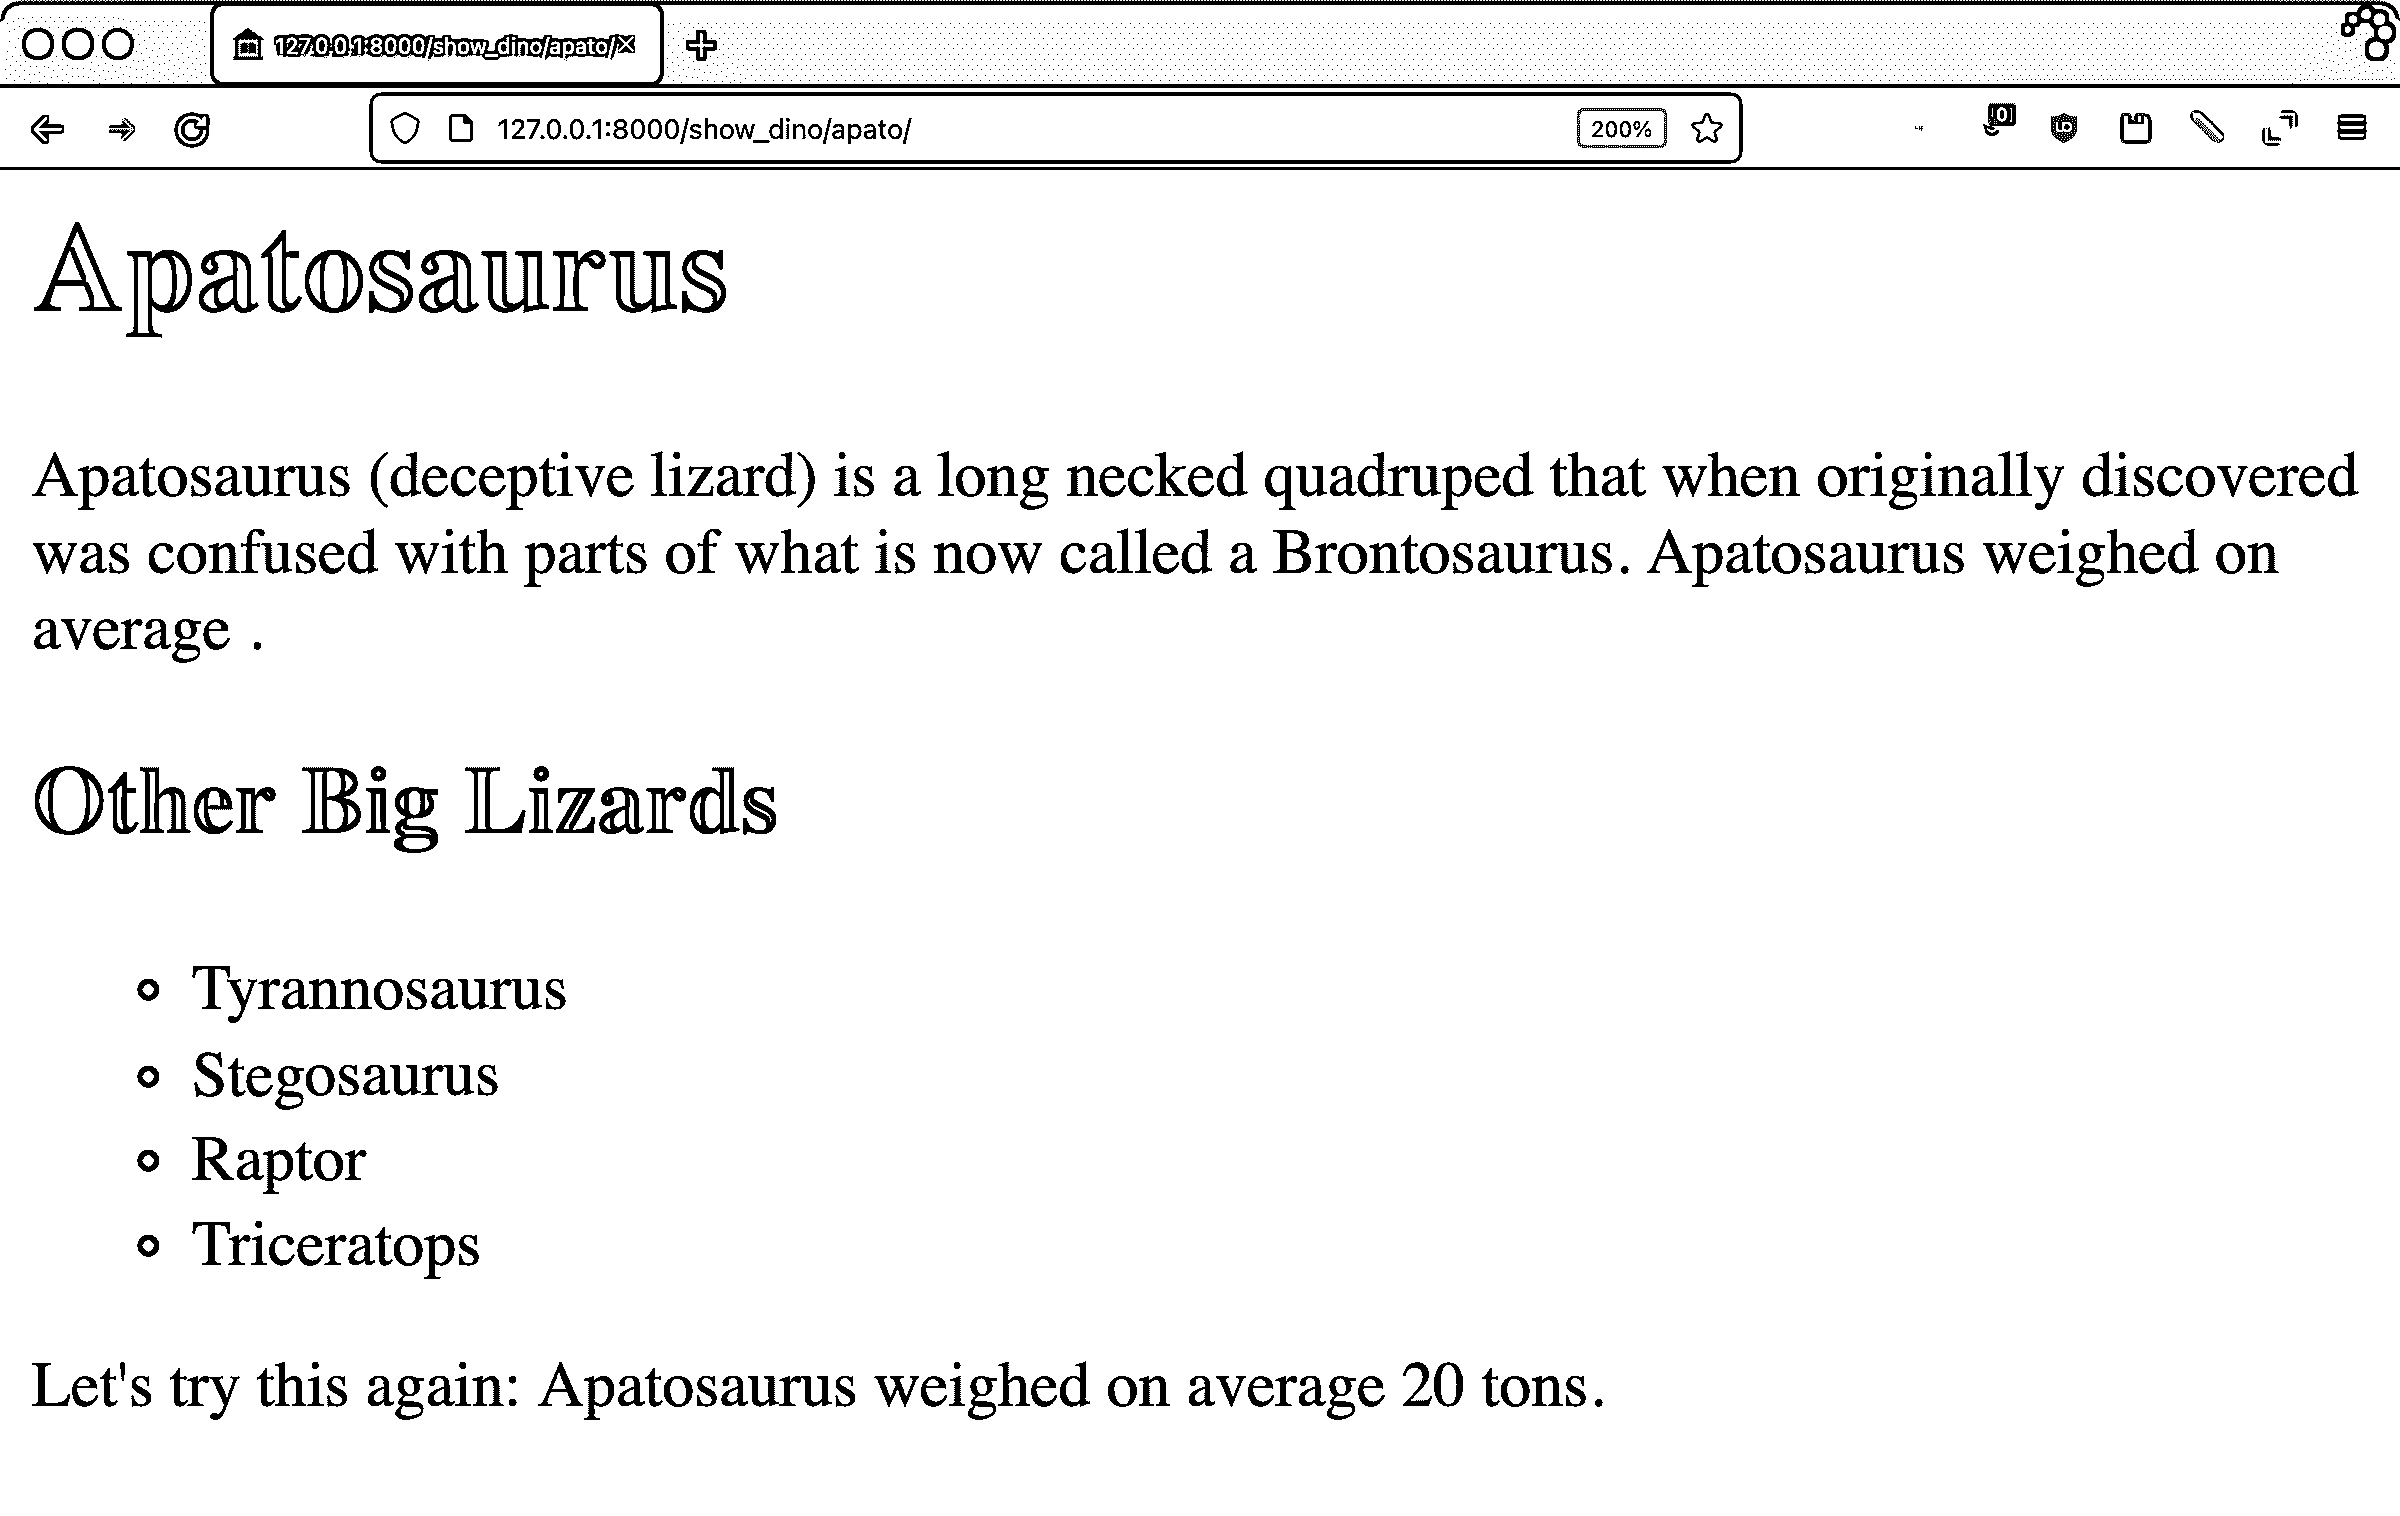 127.0.0.1:8000/show_dino/apato/
127.0.0.1:8000/show_dino/apato/
200%
Apatosaurus
Apatosaurus (deceptive lizard) is a long necked quadruped that when originally discovered
was confused with parts of what is now called a Brontosaurus. Apatosaurus weighed on
average .
Other Big Lizards
Tyrannosaurus
Stegosaurus
Raptor
Triceratops
Let's try this again: Apatosaurus weighed on average 20 tons.